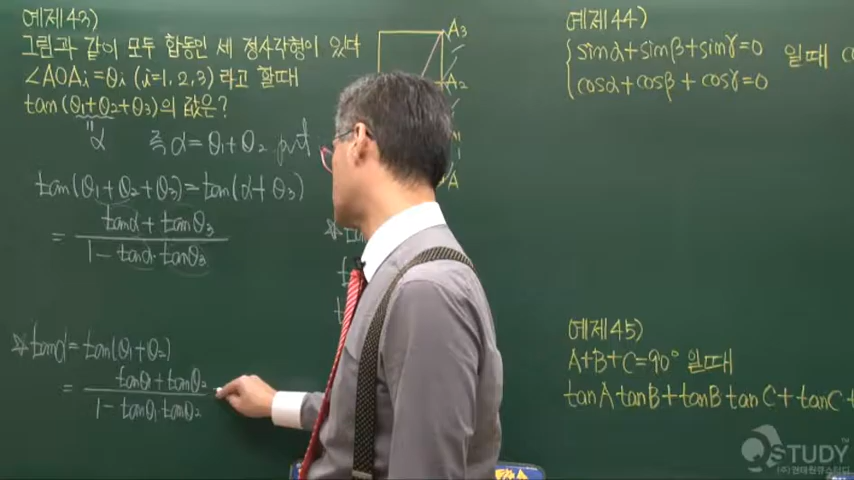 예제43)
그림과 같이 모두 합동인 세 정사각형이 있다
∠AOAi=θi (i=1, 2, 3) 라고 할때
tan(θ1+θ2+θ3)의 값은?
"
α 즉 α=θ1+θ2 put
tan(θ1+θ2+θ3)=tan(α+θ3)
= tanα+tanθ3
1-tanα·tanθ3
☆tanα=tan(θ1+θ2)
= tanθ1+tanθ2
1-tanθ1·tanθ2
A3
A2
A
예제44)
sinα+sinβ+sinγ=0 일때
cosα+cosβ+cosγ=0
예제45)
A+B+C=90° 일때
tanA tanB+tanB tanC+tanC
STUDY